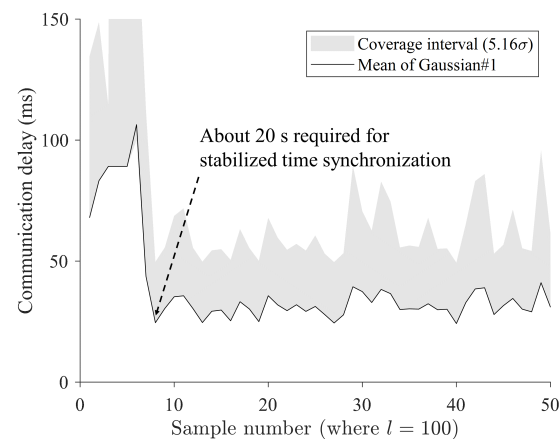 150
100
50
0
Communication delay (ms)
Coverage interval (5.16σ)
Mean of Gaussian#1
About 20 s required for
stabilized time synchronization
0 10 20 30 40 50
Sample number (where l = 100)